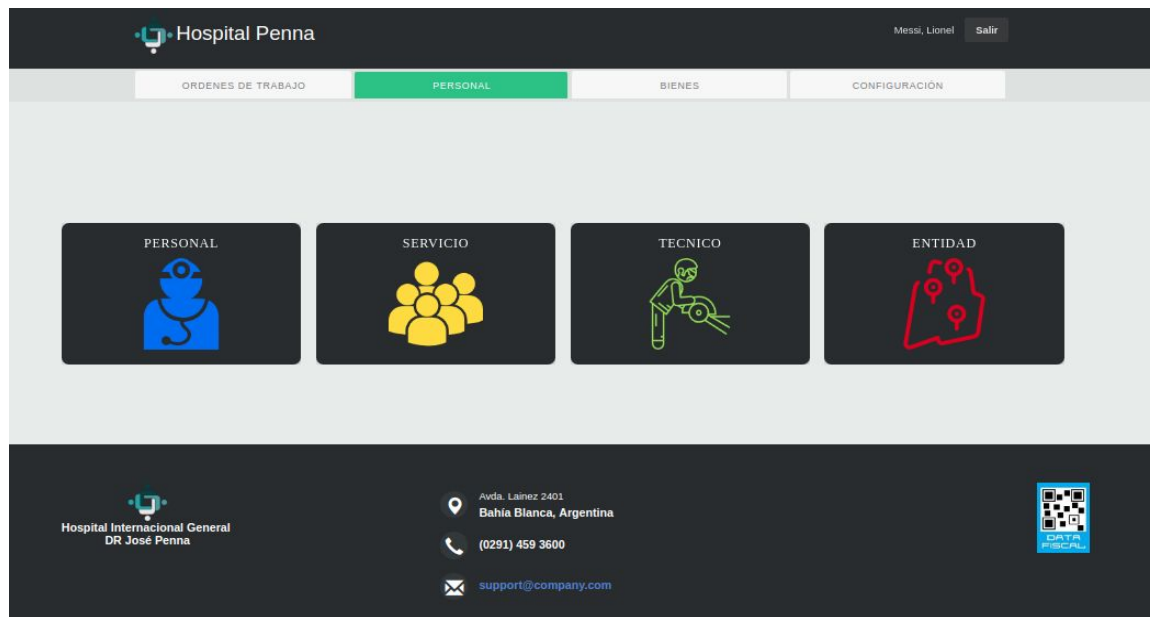 Hospital Penna
Messi, Lionel
Salir
ORDENES DE TRABAJO
PERSONAL
BIENES
CONFIGURACIÓN
PERSONAL
SERVICIO
TECNICO
ENTIDAD
Hospital Internacional General
DR José Penna
Avda. Lainez 2401
Bahía Blanca, Argentina
(0291) 459 3600
support@company.com
DATA
FISCAL